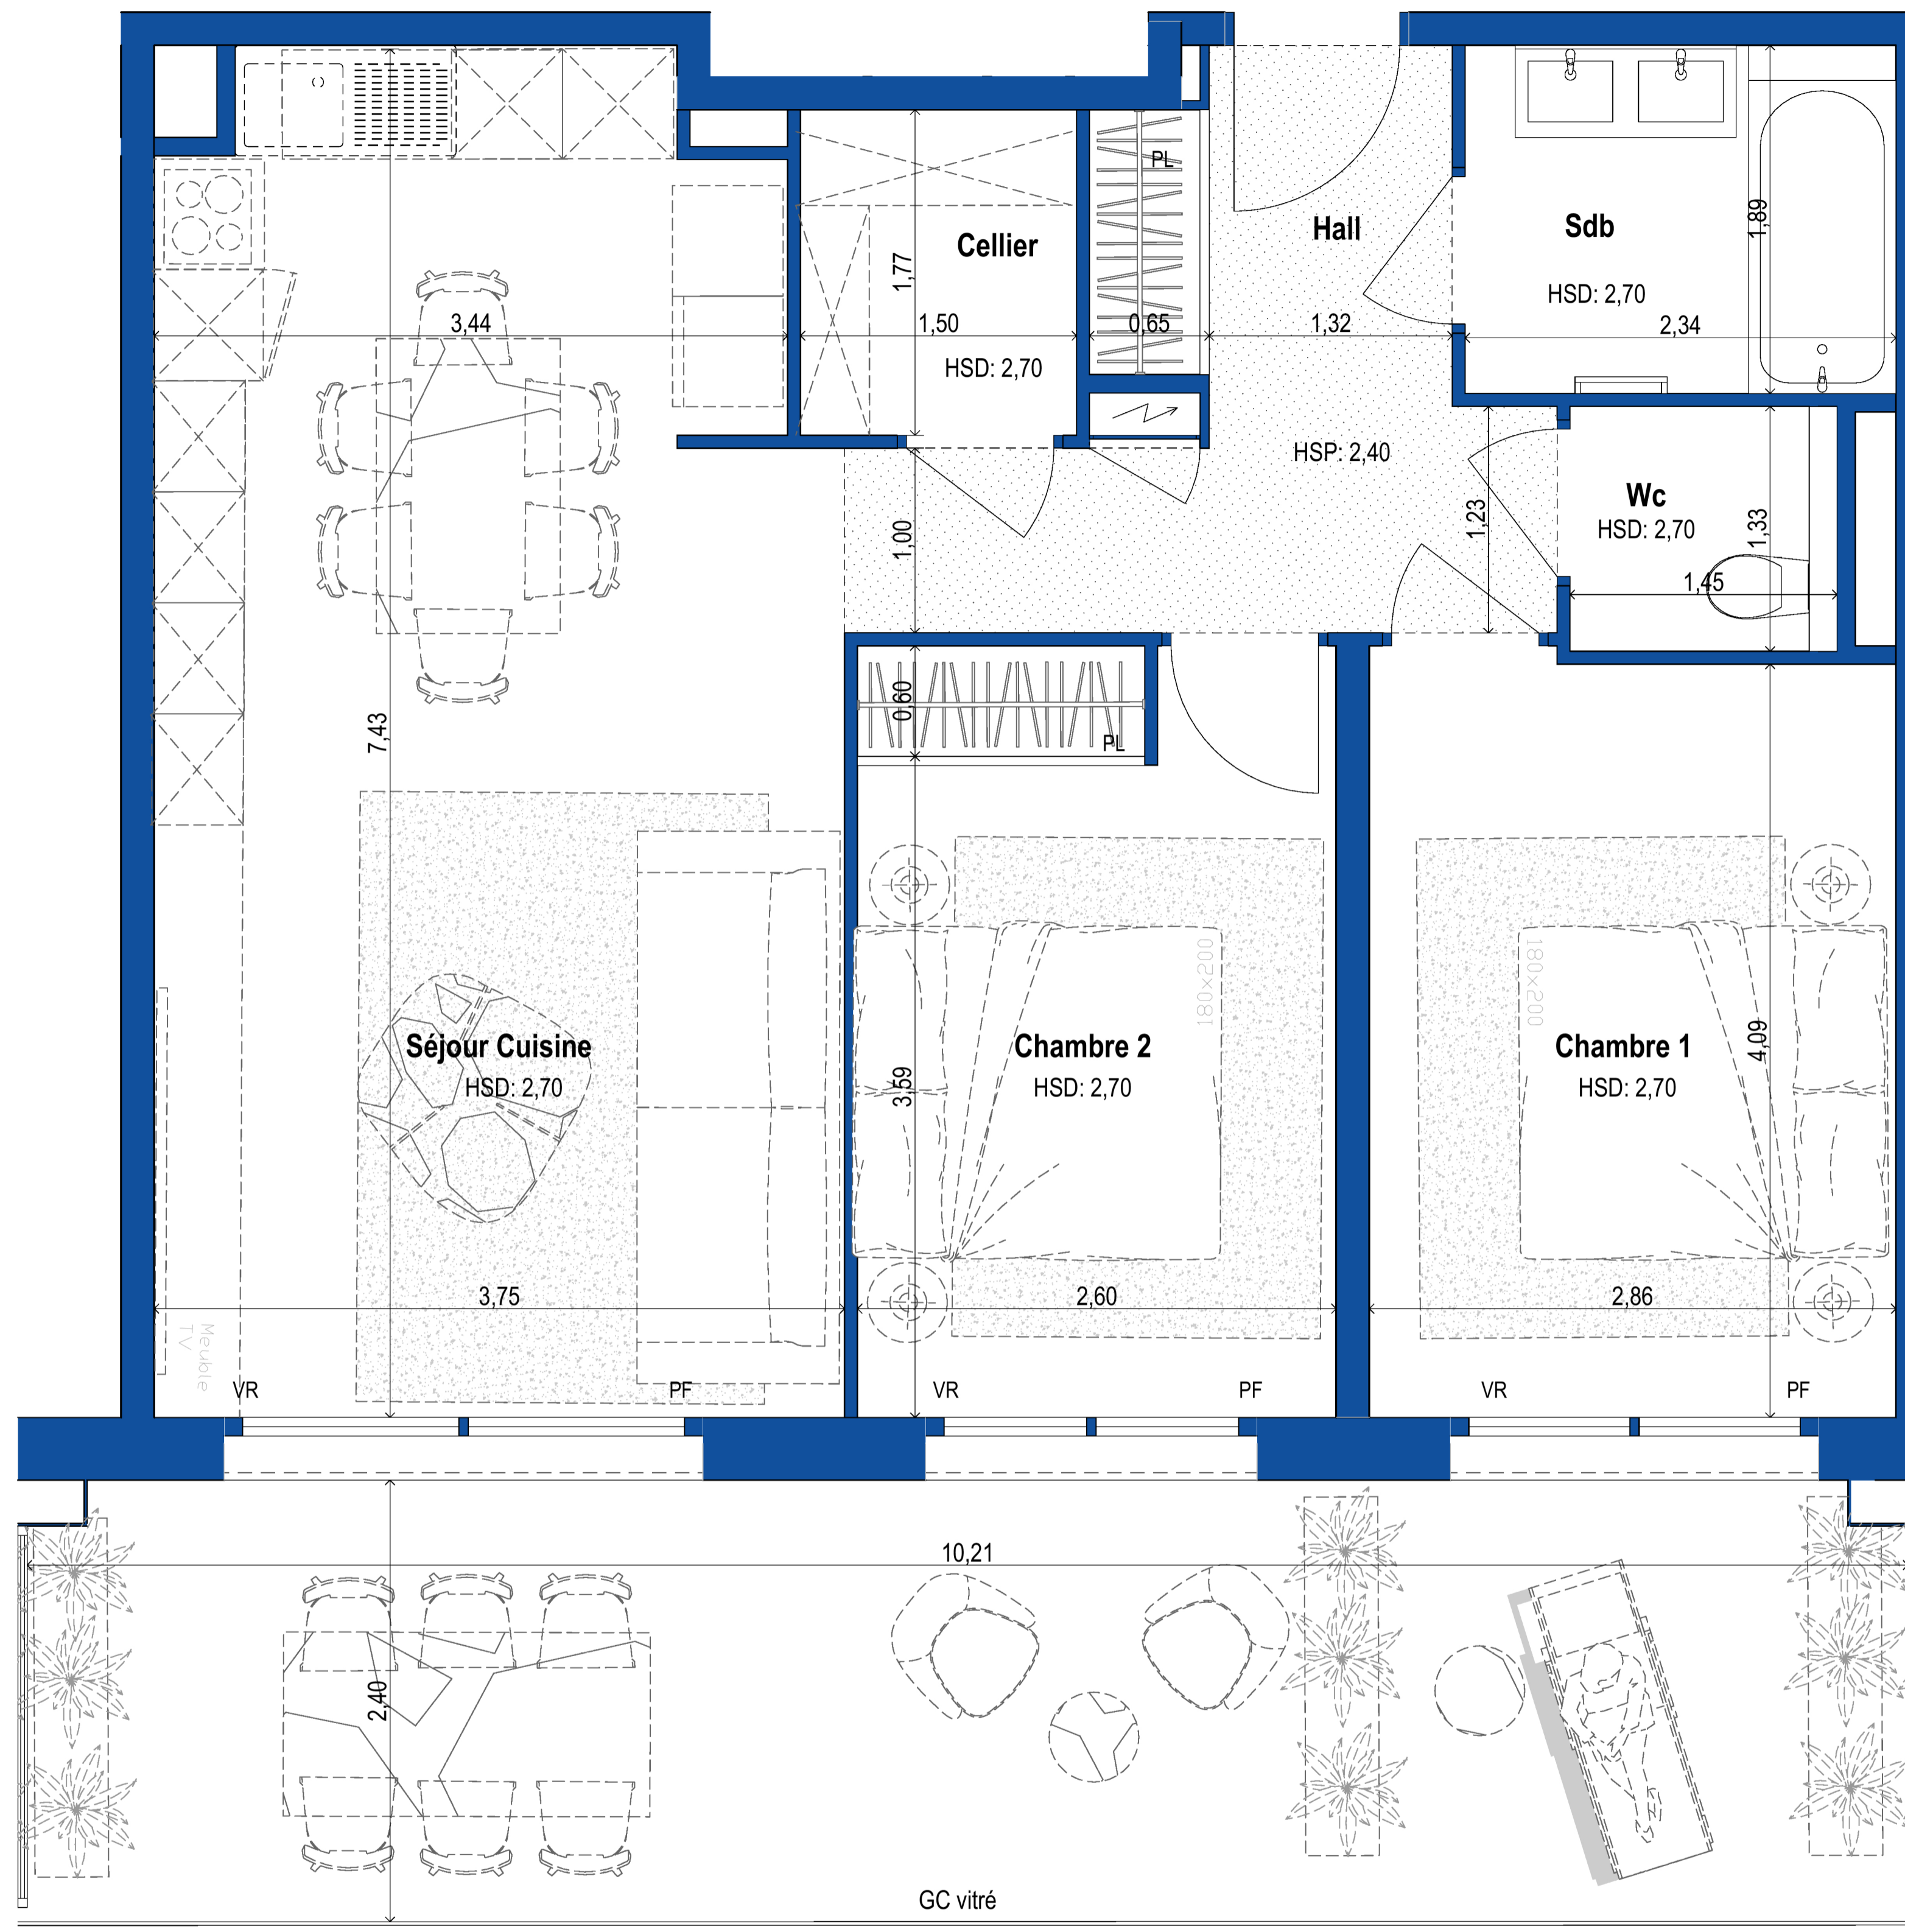 PL
Hall
Sdb
Cellier
1,77
1,89
HSD: 2,70
3,44
1,50
0,65
1,32
2,34
HSD: 2,70
HSP: 2,40
Wc
HSD: 2,70
1,00
1,23
1,33
1,45
0,60
PL
7,43
180x200
180x200
Séjour Cuisine
HSD: 2,70
Chambre 2
HSD: 2,70
Chambre 1
HSD: 2,70
3,59
4,09
3,75
2,60
2,86
Meuble
TV
VR
PF
VR
PF
VR
PF
10,21
2,40
GC vitré